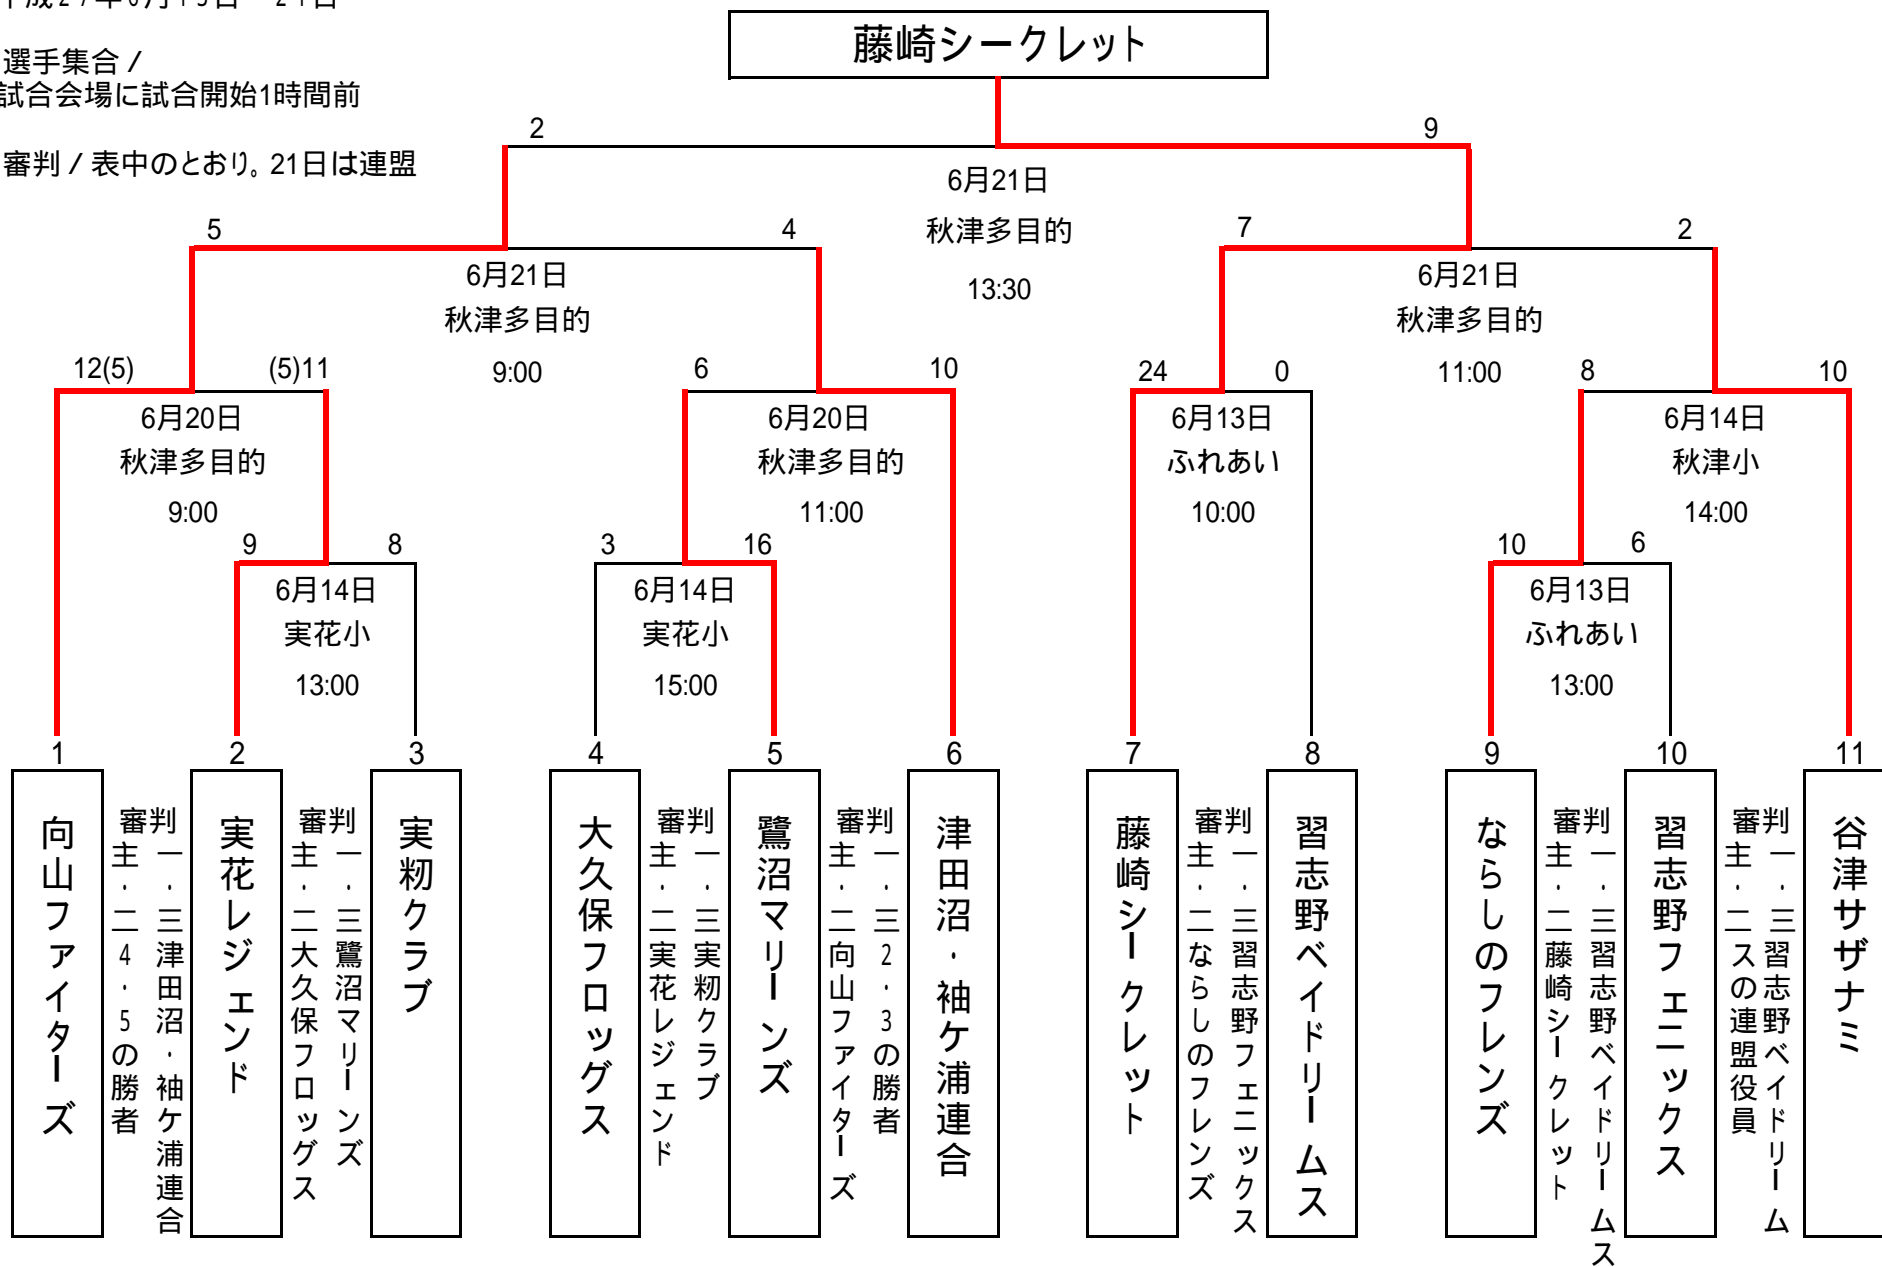 平成27年6月13日 21日
藤崎シークレット
選手集合 /
試合会場に試合開始1時間前
審判 / 表中のとおり。21日は連盟
2
9
6月21日
秋津多目的
13:30
5
4
6月21日
秋津多目的
9:00
7
2
6月21日
秋津多目的
11:00
12(5)
(5)11
6月20日
秋津多目的
9:00
6
10
6月20日
秋津多目的
11:00
24
0
6月13日
ふれあい
10:00
8
10
6月14日
秋津小
14:00
9
8
6月14日
実花小
13:00
3
16
6月14日
実花小
15:00
10
6
6月13日
ふれあい
13:00
1
2
3
4
5
6
7
8
9
10
11
向山ファイターズ
審判
主・二 4・5の勝者
一・三 津田沼・袖ケ浦連合
実花レジェンド
審判
主・二 大久保フロッグス
一・三 鷺沼マリーンズ
実籾クラブ
大久保フロッグス
審判
主・二 実花レジェンド
一・三 実籾クラブ
鷺沼マリーンズ
審判
主・二 向山ファイターズ
一・三 2・3の勝者
津田沼・袖ケ浦連合
藤崎シークレット
審判
主・二 ならしのフレンズ
一・三 習志野フェニックス
習志野ベイドリームス
ならしのフレンズ
審判
主・二 藤崎シークレット
一・三 習志野ベイドリームス
習志野フェニックス
審判
主・二 スの連盟役員
一・三 習志野ベイドリーム
谷津サザナミ